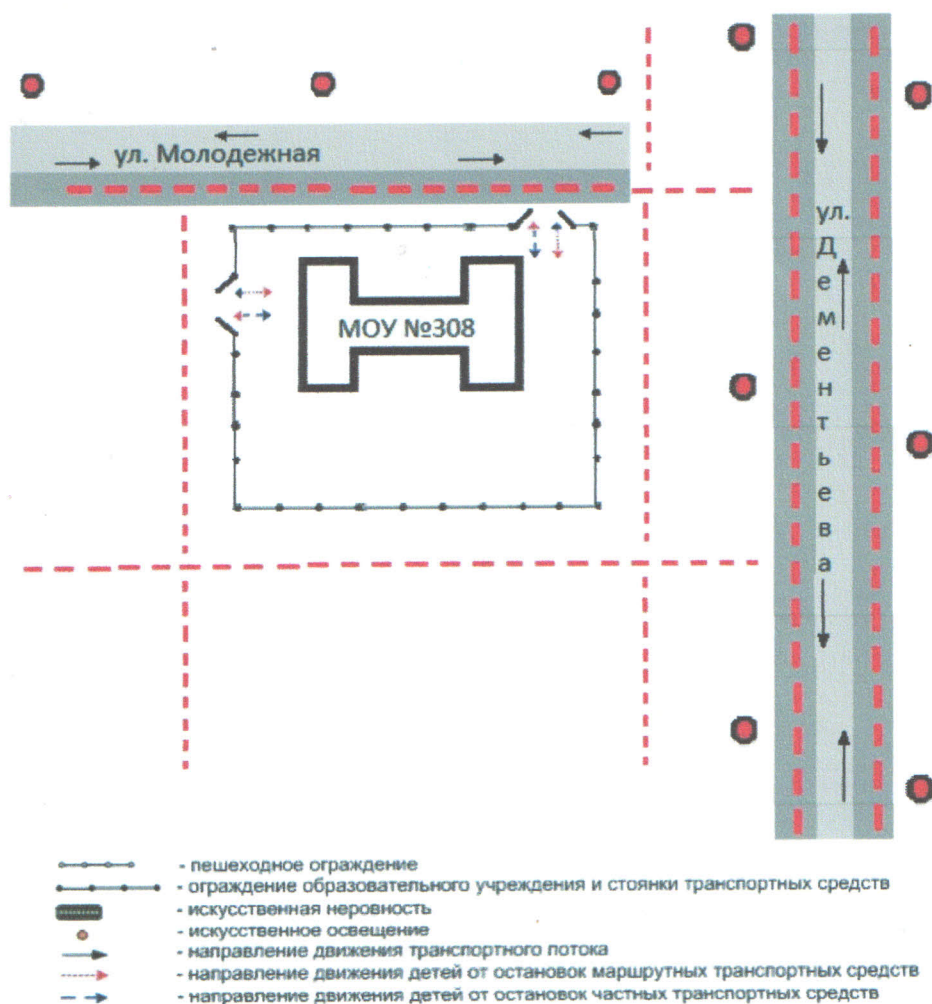 ул. Молодежная
ул. Дементьева
МОУ №308
- пешеходное ограждение
- ограждение образовательного учреждения и стоянки транспортных средств
- искусственная неровность
- искусственное освещение
- направление движения транспортного потока
- направление движения детей от остановок маршрутных транспортных средств
- направление движения детей от остановок частных транспортных средств